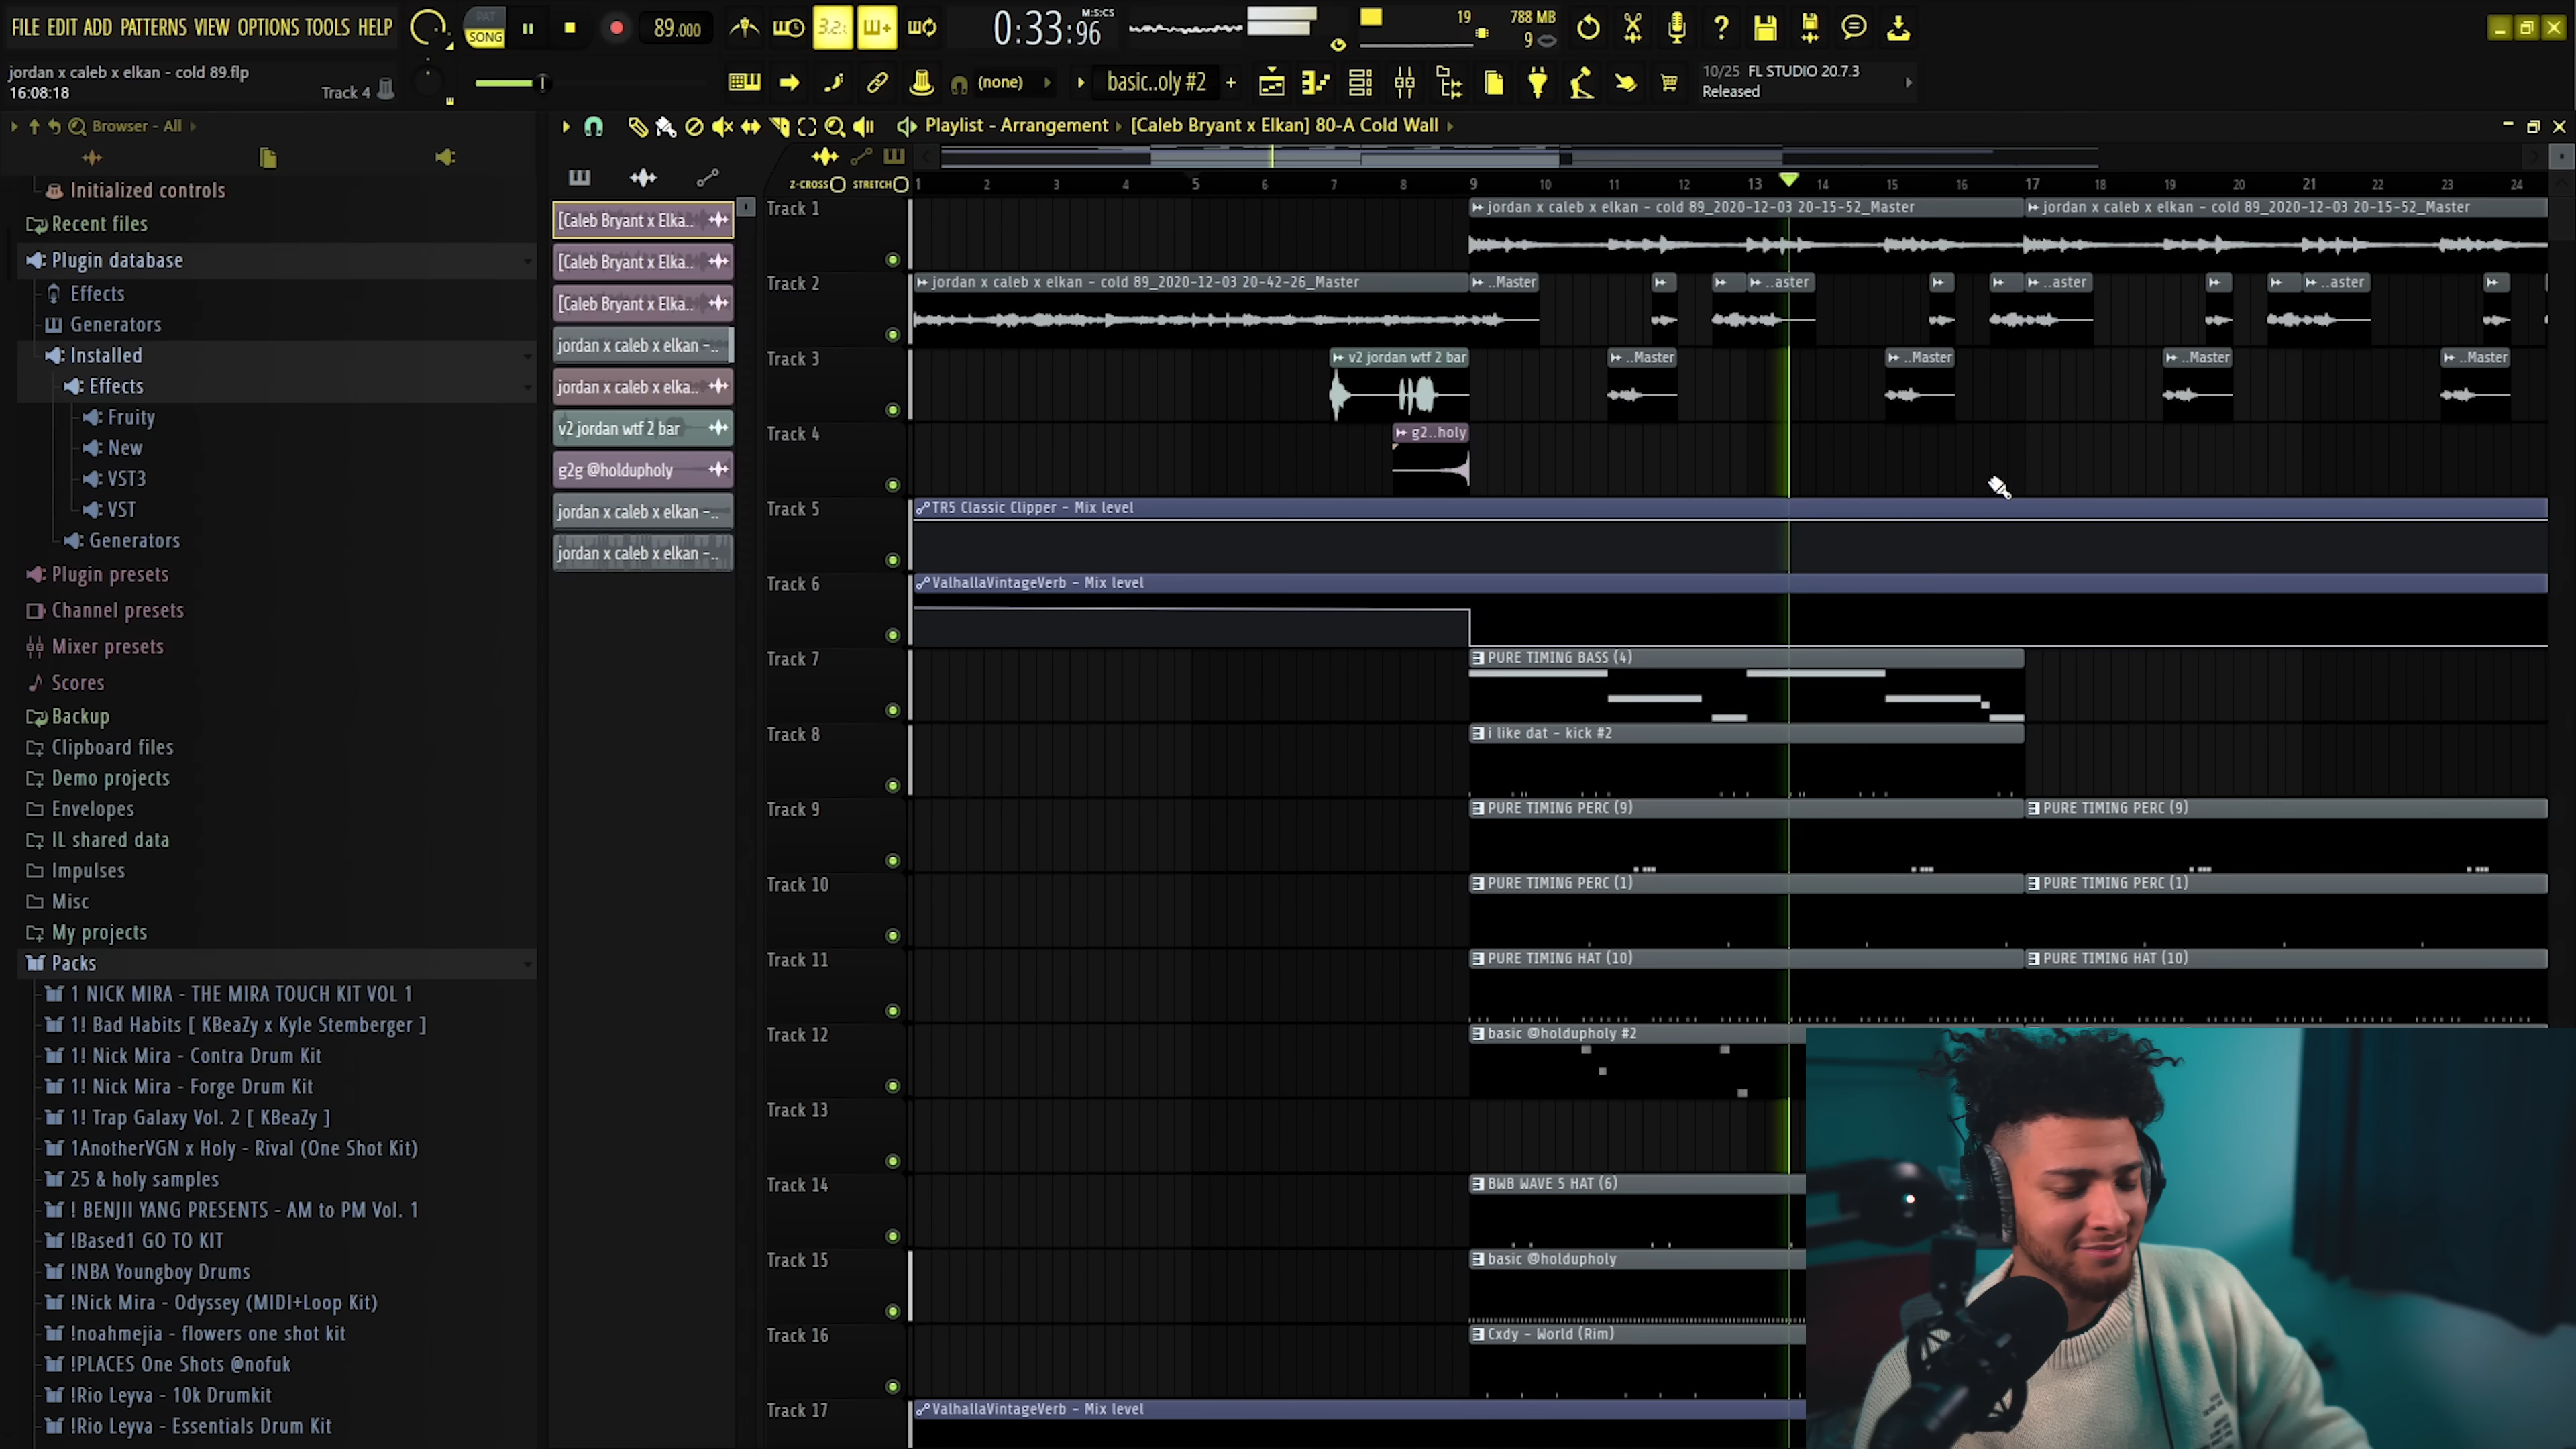 FILE EDIT ADD PATTERNS VIEW OPTIONS TOOLS HELP
PAT
SONG
89.000
3.2.
0:33:96
M:S:CS
19
788 MB
9
jordan x caleb x elkan - cold 89.flp
16:08:18
Track 4
(none)
basic..oly #2
10/25 FL STUDIO 20.7.3
Released
Browser - All
Playlist - Arrangement
[Caleb Bryant x Elkan] 80-A Cold Wall
Z-CROSS
STRETCH
1 2 3 4 5 6 7 8 9 10 11 12 13 14 15 16 17 18 19 20 21 22 23 24
Initialized controls
Recent files
Plugin database
Effects
Generators
Installed
Effects
Fruity
New
VST3
VST
Generators
Plugin presets
Channel presets
Mixer presets
Scores
Backup
Clipboard files
Demo projects
Envelopes
IL shared data
Impulses
Misc
My projects
Packs
1 NICK MIRA - THE MIRA TOUCH KIT VOL 1
1! Bad Habits [ KBeaZy x Kyle Stemberger ]
1! Nick Mira - Contra Drum Kit
1! Nick Mira - Forge Drum Kit
1! Trap Galaxy Vol. 2 [ KBeaZy ]
1AnotherVGN x Holy - Rival (One Shot Kit)
25 & holy samples
! BENJII YANG PRESENTS - AM to PM Vol. 1
!Based1 GO TO KIT
!NBA Youngboy Drums
!Nick Mira - Odyssey (MIDI+Loop Kit)
!noahmejia - flowers one shot kit
!PLACES One Shots @nofuk
!Rio Leyva - 10k Drumkit
!Rio Leyva - Essentials Drum Kit
[Caleb Bryant x Elka..
[Caleb Bryant x Elka..
[Caleb Bryant x Elka..
jordan x caleb x elkan -..
jordan x caleb x elka..
v2 jordan wtf 2 bar
g2g @holdupholy
jordan x caleb x elkan -..
jordan x caleb x elkan -..
Track 1
jordan x caleb x elkan - cold 89_2020-12-03 20-15-52_Master
jordan x caleb x elkan - cold 89_2020-12-03 20-15-52_Master
Track 2
jordan x caleb x elkan - cold 89_2020-12-03 20-42-26_Master
..Master
..aster
..aster
..aster
Track 3
v2 jordan wtf 2 bar
..Master
..Master
..Master
..Master
Track 4
g2..holy
Track 5
TR5 Classic Clipper - Mix level
Track 6
ValhallaVintageVerb - Mix level
Track 7
PURE TIMING BASS (4)
Track 8
i like dat - kick #2
Track 9
PURE TIMING PERC (9)
PURE TIMING PERC (9)
Track 10
PURE TIMING PERC (1)
PURE TIMING PERC (1)
Track 11
PURE TIMING HAT (10)
PURE TIMING HAT (10)
Track 12
basic @holdupholy #2
Track 13
Track 14
BWB WAVE 5 HAT (6)
Track 15
basic @holdupholy
Track 16
Cxdy - World (Rim)
Track 17
ValhallaVintageVerb - Mix level